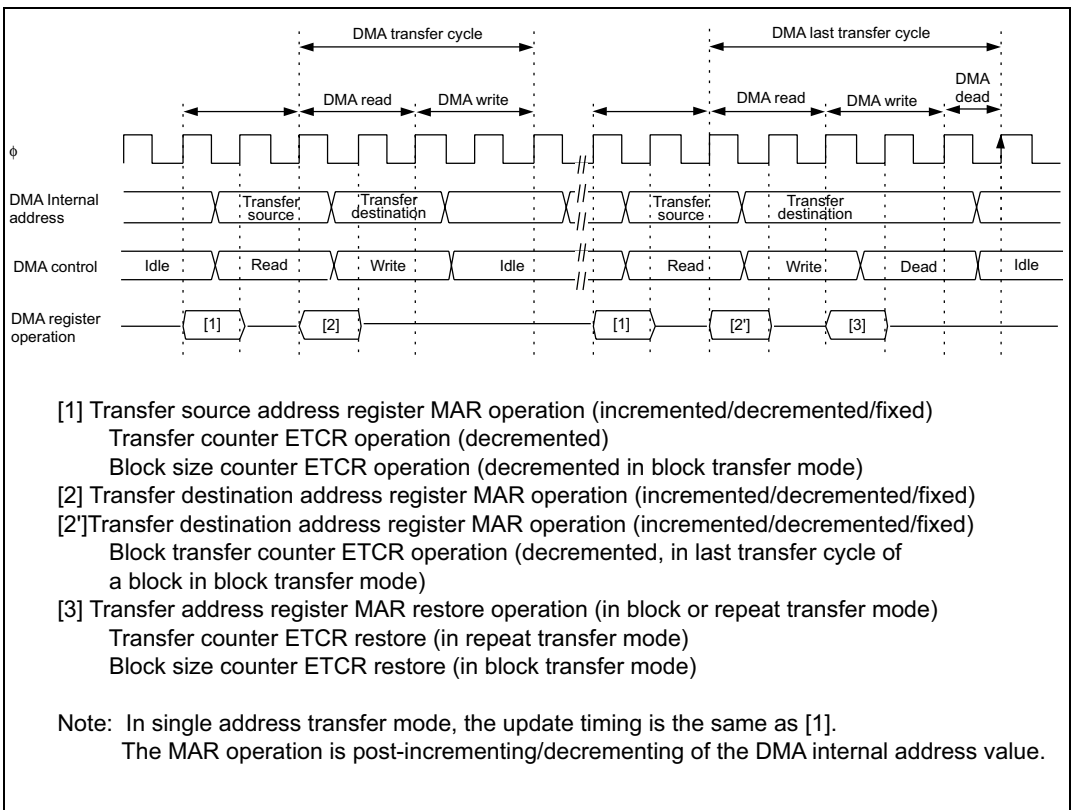 DMA transfer cycle
DMA last transfer cycle
DMA read
DMA write
DMA read
DMA write
DMA
dead
ϕ
DMA Internal
address
Transfer
source
Transfer
destination
Transfer
source
Transfer
destination
DMA control
Idle
Read
Write
Idle
Read
Write
Dead
Idle
DMA register
operation
[1]
[2]
[1]
[2']
[3]
[1] Transfer source address register MAR operation (incremented/decremented/fixed)
Transfer counter ETCR operation (decremented)
Block size counter ETCR operation (decremented in block transfer mode)
[2] Transfer destination address register MAR operation (incremented/decremented/fixed)
[2']Transfer destination address register MAR operation (incremented/decremented/fixed)
Block transfer counter ETCR operation (decremented, in last transfer cycle of
a block in block transfer mode)
[3] Transfer address register MAR restore operation (in block or repeat transfer mode)
Transfer counter ETCR restore (in repeat transfer mode)
Block size counter ETCR restore (in block transfer mode)
Note: In single address transfer mode, the update timing is the same as [1].
The MAR operation is post-incrementing/decrementing of the DMA internal address value.